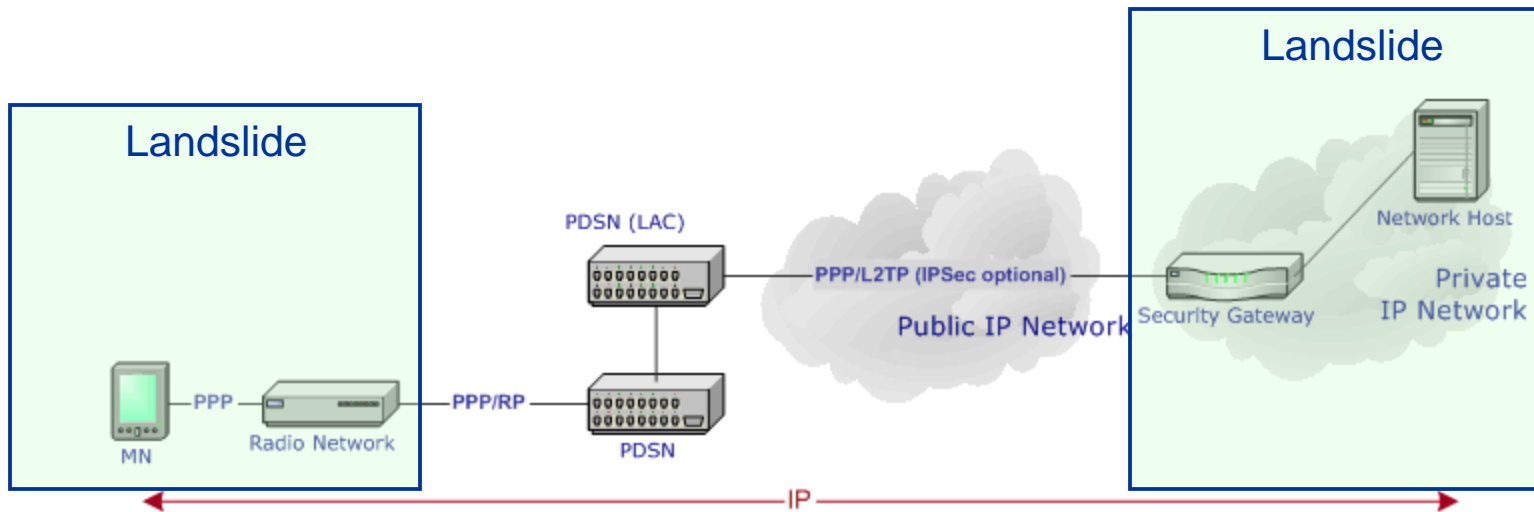 Landslide
Landslide
PDSN (LAC)
Network Host
PPP/L2TP (IPSec optional)
Private
IP Network
Security Gateway
Public IP Network
PPP
PPP/RP
Radio Network
PDSN
MN
IP